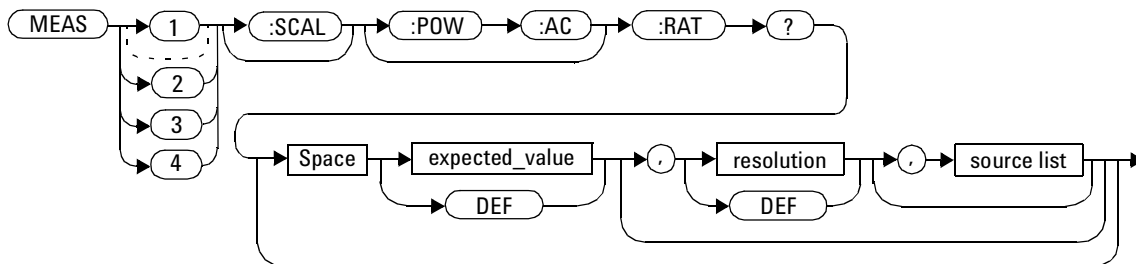 MEAS 1 :SCAL :POW :AC :RAT ?
2
3
4
Space expected_value , resolution , source list
DEF DEF